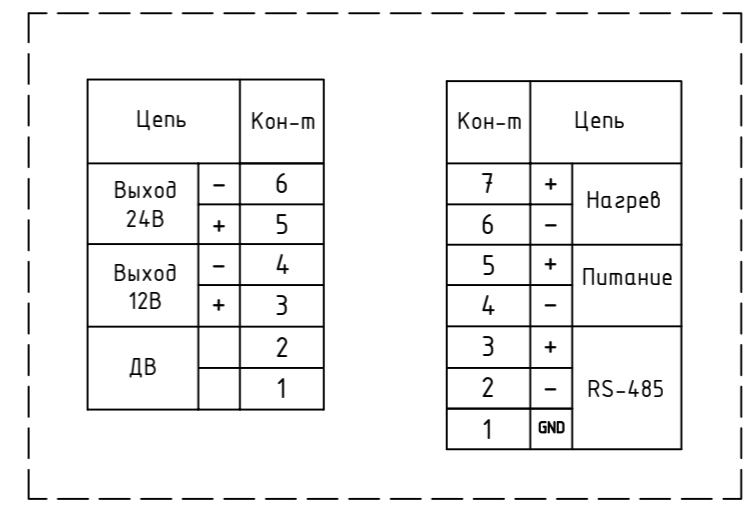 Цепь Кон-т
Выход 24В - 6
+ 5
Выход 12В - 4
+ 3
ДВ 2
1
Кон-т Цепь
7 + Нагрев
6 -
5 + Питание
4 -
3 + RS-485
2 -
1 GND